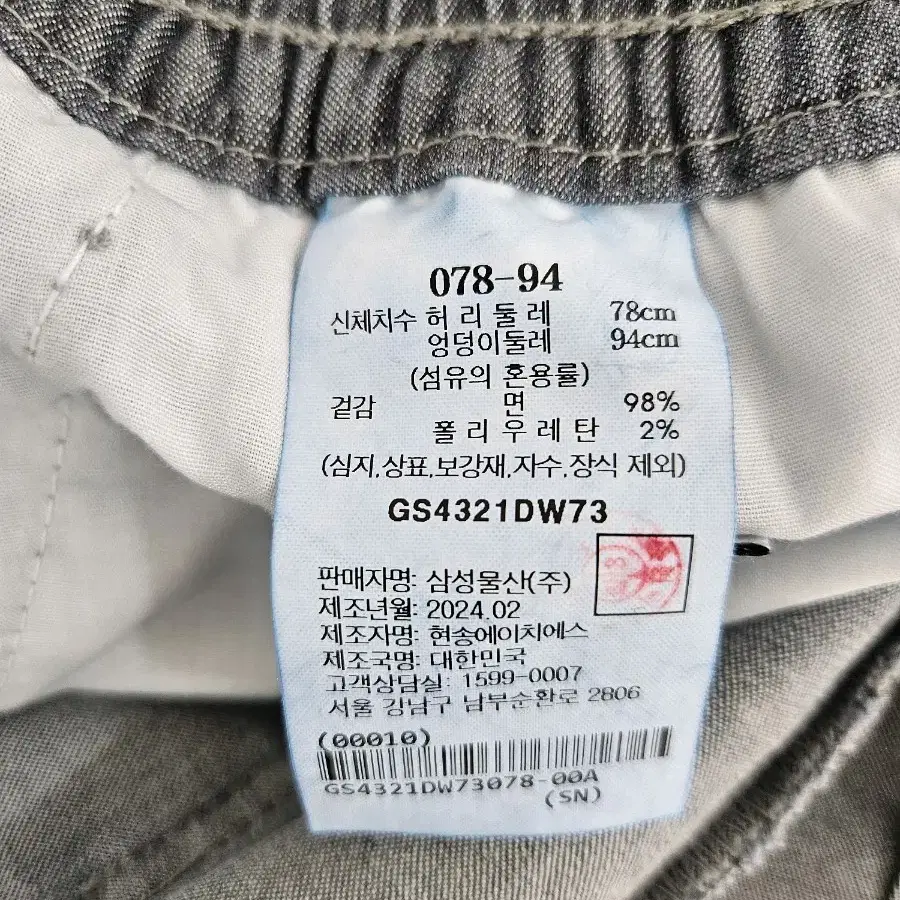 078-94
신체치수 허 리 둘 레 78cm
엉덩이둘레 94cm
(섬유의 혼용률)
겉감 면 98%
폴 리 우 레 탄 2%
(심지,상표,보강재,자수,장식 제외)
GS4321DW73
판매자명: 삼성물산(주)
제조년월: 2024.02
제조자명: 현송에이치에스
제조국명: 대한민국
고객상담실: 1599-0007
서울 강남구 남부순환로 2806
(00010)
GS4321DW73078-00A
(SN)